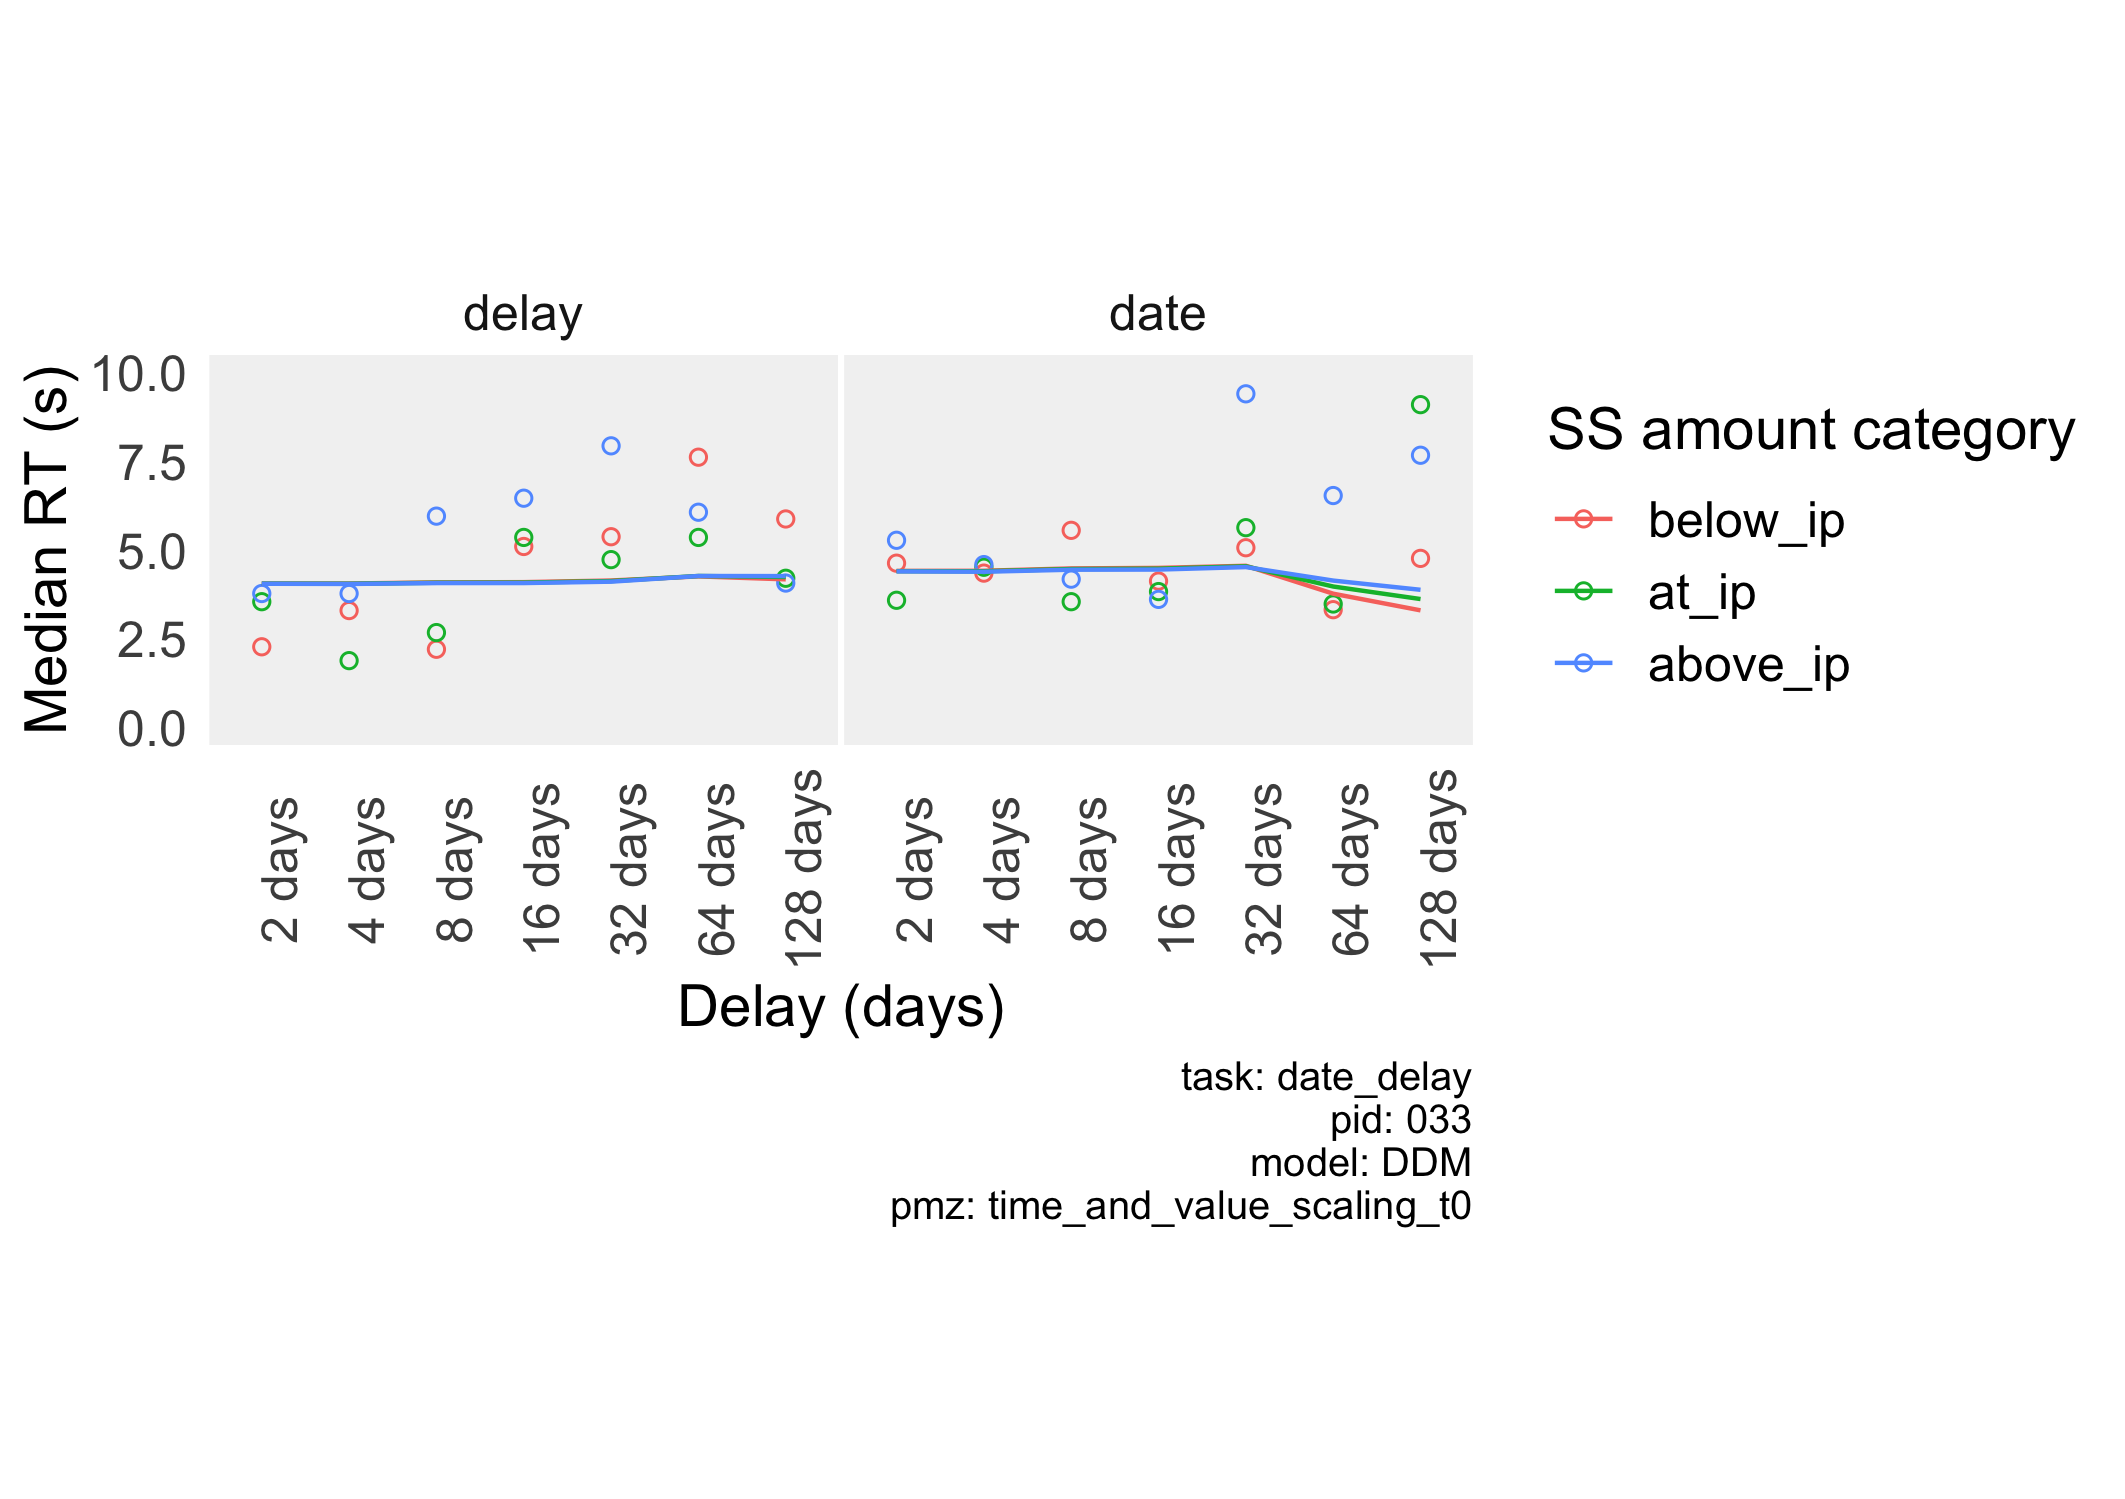 delay
date
Median RT (s)
10.0
7.5
5.0
2.5
0.0
2 days
4 days
8 days
16 days
32 days
64 days
128 days
2 days
4 days
8 days
16 days
32 days
64 days
128 days
Delay (days)
SS amount category
below_ip
at_ip
above_ip
task: date_delay
pid: 033
model: DDM
pmz: time_and_value_scaling_t0